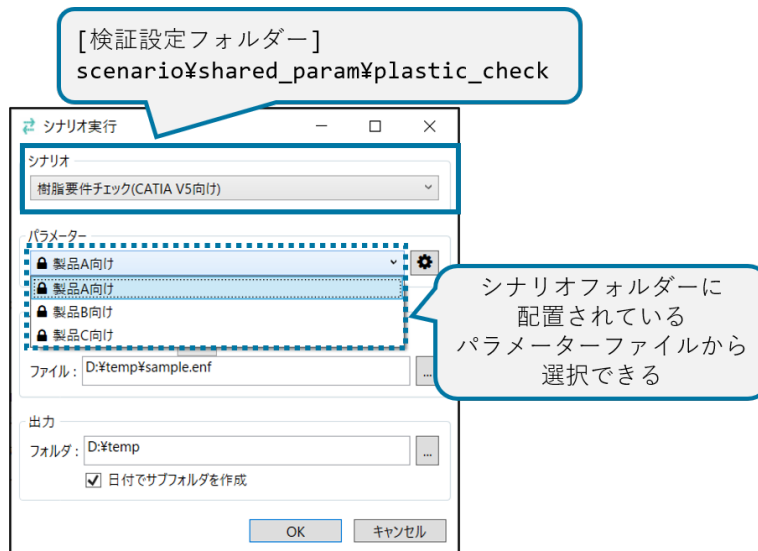 [検証設定フォルダー]
scenario¥shared_param¥plastic_check
シナリオ実行
シナリオ
樹脂要件チェック(CATIA V5向け)
パラメーター
製品A向け
製品A向け
製品B向け
製品C向け
シナリオフォルダーに
配置されている
パラメーターファイルから
選択できる
ファイル : D:¥temp¥sample.enf
...
出力
フォルダ : D:¥temp
...
日付でサブフォルダを作成
OK
キャンセル